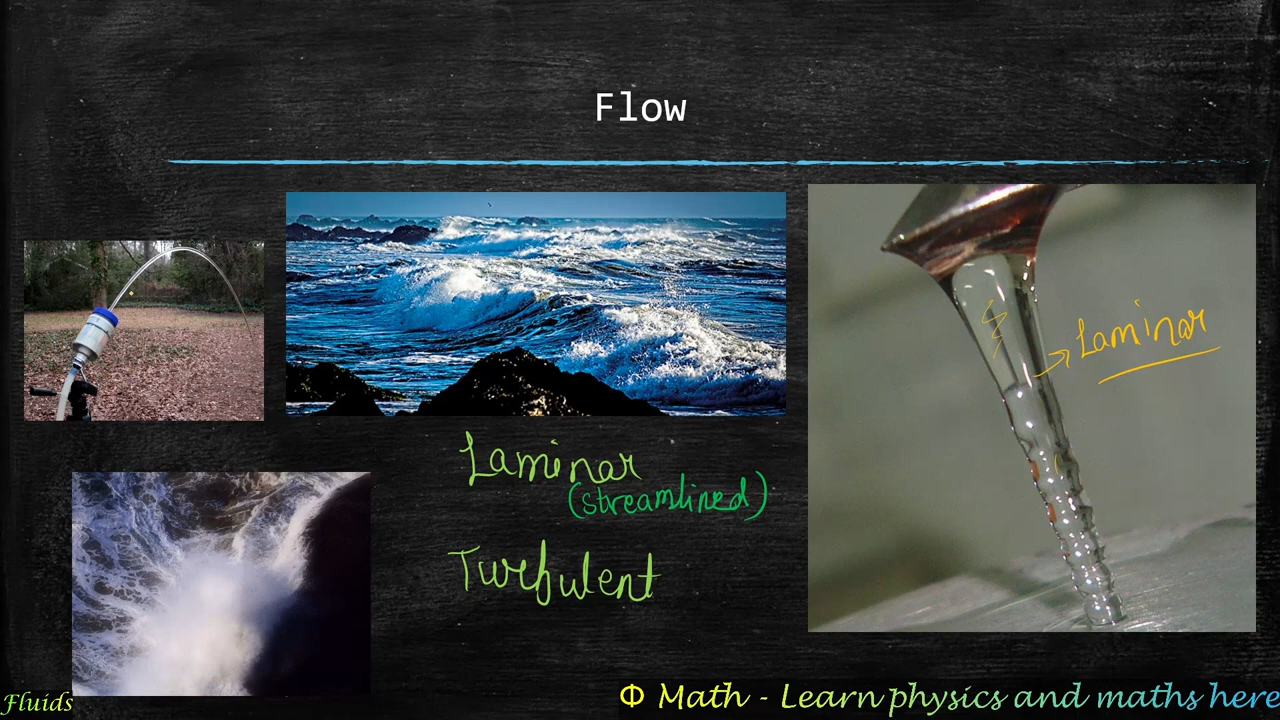 Flow
Laminar
Laminar
(streamlined)
Turbulent
Fluids
Φ Math - Learn physics and maths here